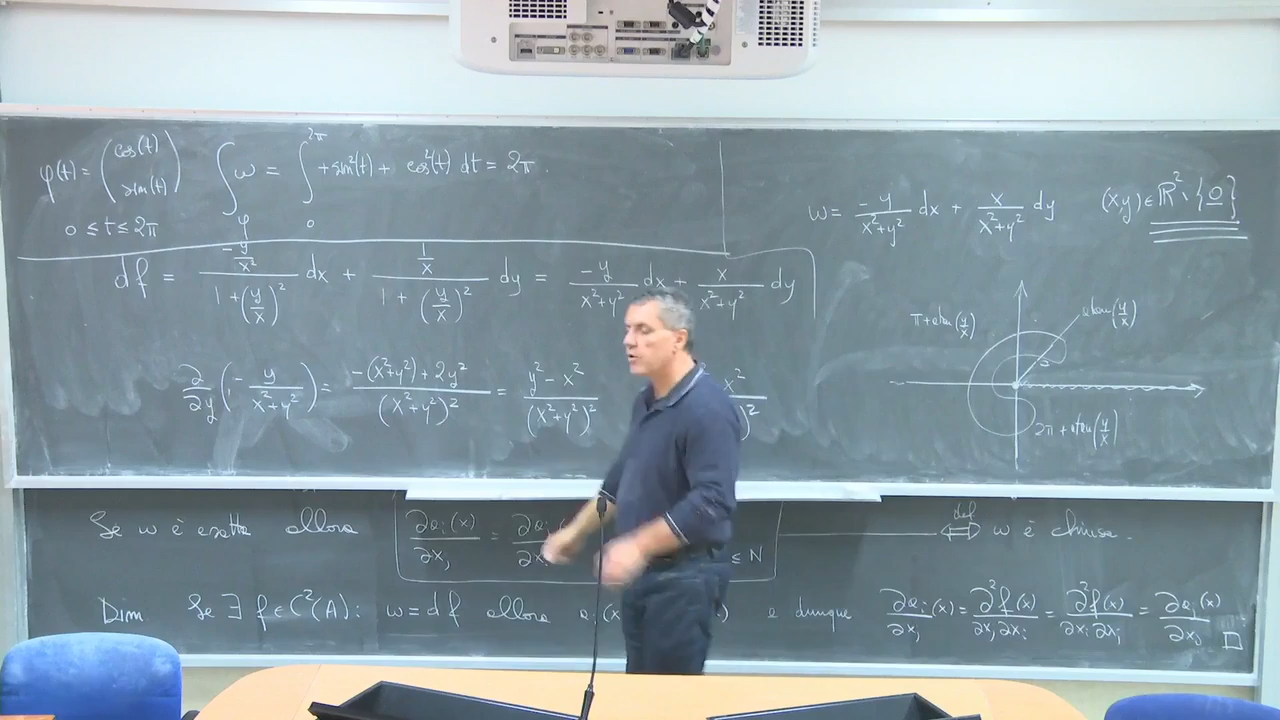 φ(t) = (cos(t) sin(t)) ∫_φ ω = ∫_0^{2π} +sin²(t) + cos²(t) dt = 2π.
0 ≤ t ≤ 2π
ω = -y/(x²+y²) dx + x/(x²+y²) dy (x,y) ∈ ℝ² \ {0}
df = (-y/x²)/(1+(y/x)²) dx + (1/x)/(1+(y/x)²) dy = -y/(x²+y²) dx + x/(x²+y²) dy
∂/∂y (-y/(x²+y²)) = (-(x²+y²)+2y²)/(x²+y²)² = (y²-x²)/(x²+y²)²
π+atan(y/x) atan(y/x)
2π+atan(y/x)
Se ω è esatta allora ∂a_i(x)/∂x_j = ≤ N ⇔ def ω è chiusa.
Dim Se ∃ f∈C²(A): ω = df allora e dunque ∂a_i/∂x_j (x) = ∂²f(x)/∂x_j∂x_i = ∂²f(x)/∂x_i∂x_j = ∂a_j(x)/∂x_i □